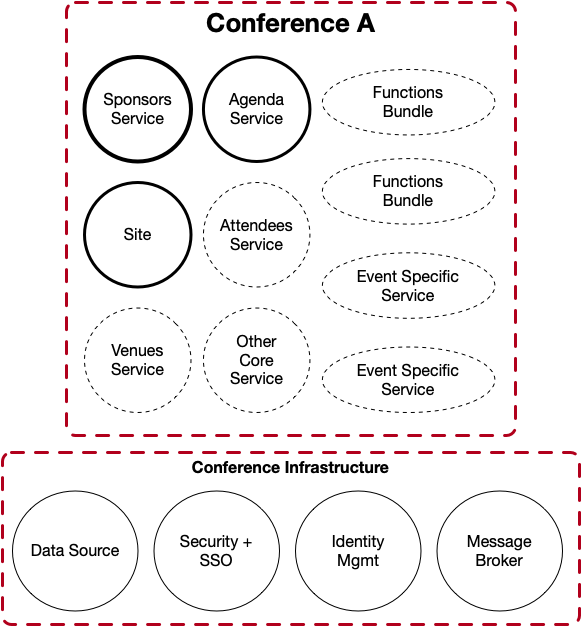 Conference A
Sponsors
Service
Agenda
Service
Functions
Bundle
Functions
Bundle
Site
Attendees
Service
Event Specific
Service
Venues
Service
Other
Core
Service
Event Specific
Service
Conference Infrastructure
Data Source
Security +
SSO
Identity
Mgmt
Message
Broker